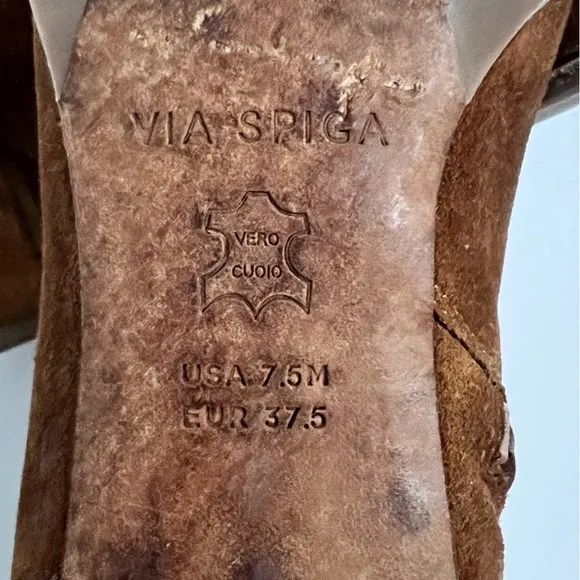 VIA SPIGA
VERO
CUOIO
USA 7.5M
EUR 37.5